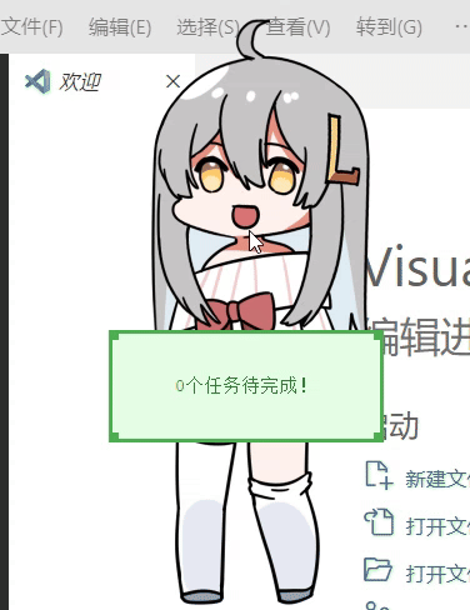 文件(F) 编辑(E) 选择(S) 查看(V) 转到(G) ...
欢迎
Visua
编辑进
0个任务待完成!
启动
新建文
打开文
打开文